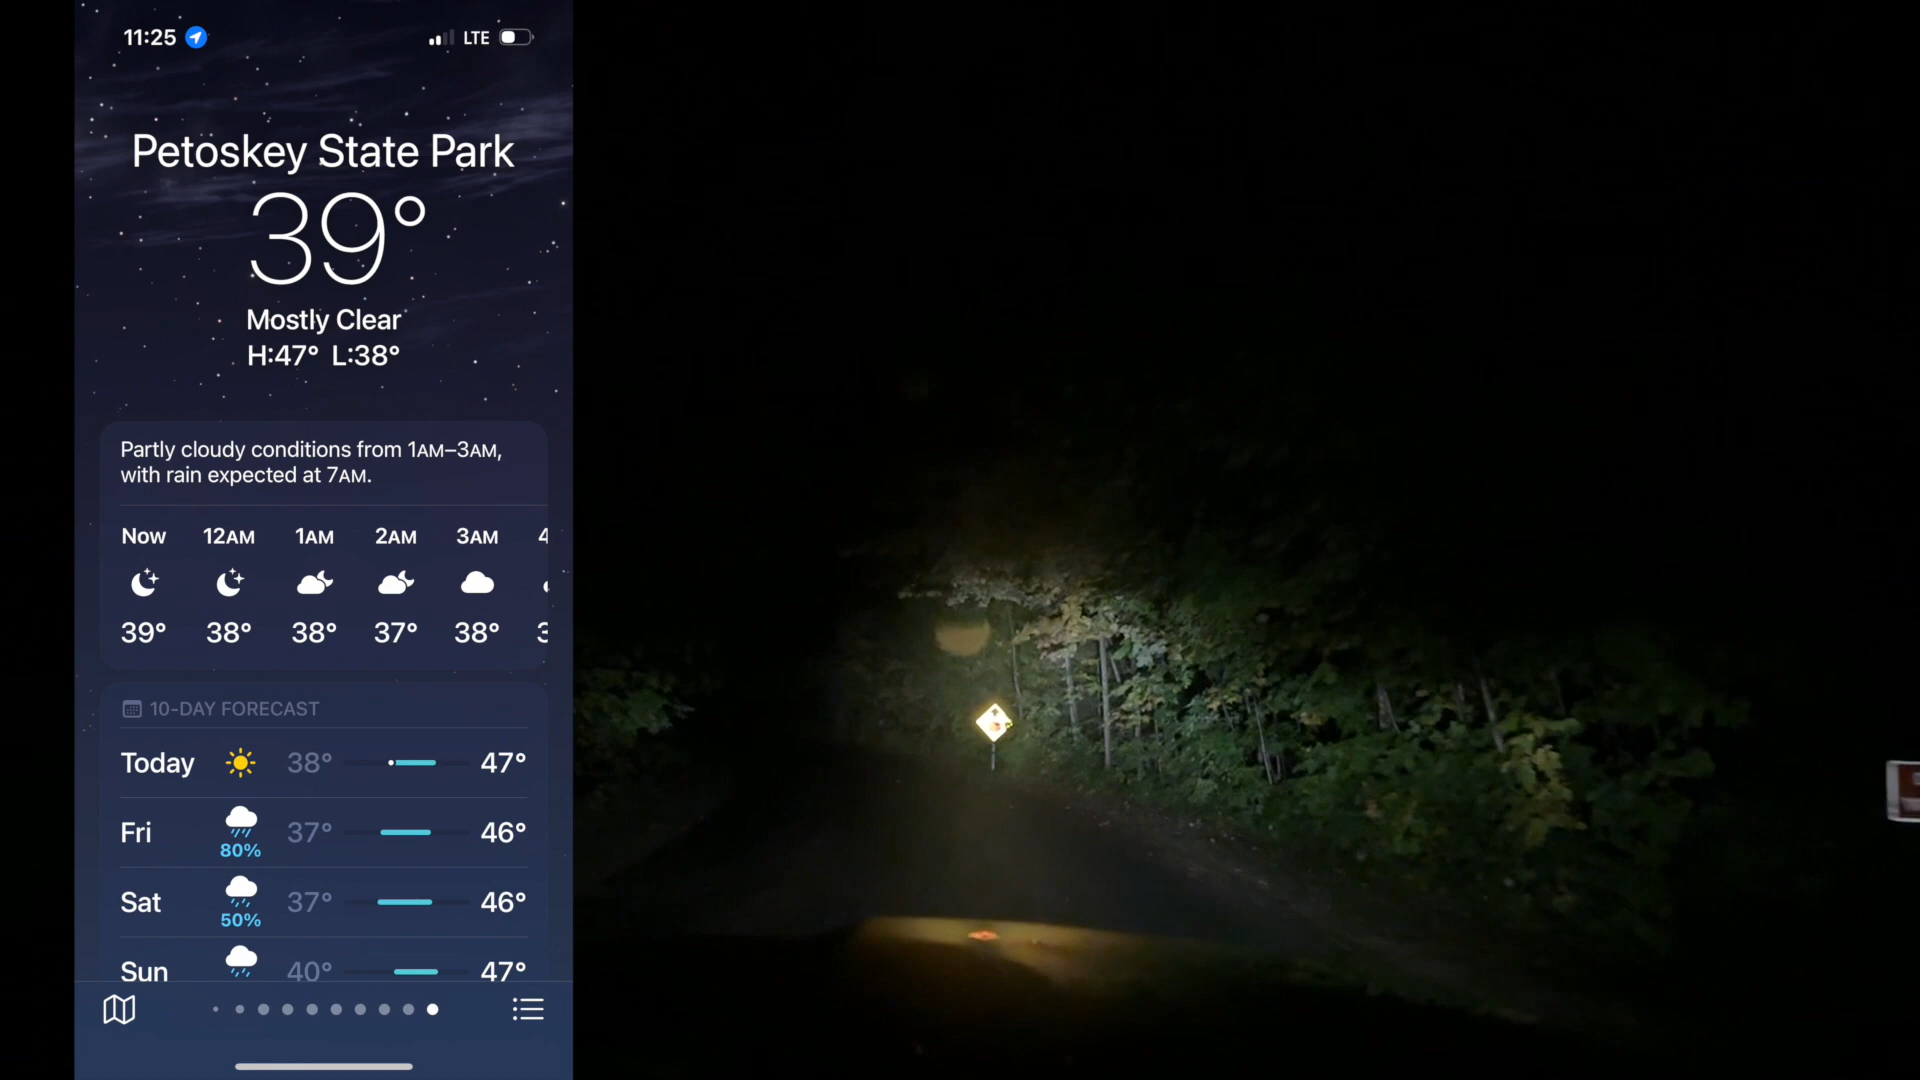 11:25 LTE
Petoskey State Park
39°
Mostly Clear
H:47° L:38°
Partly cloudy conditions from 1AM–3AM,
with rain expected at 7AM.
Now 12AM 1AM 2AM 3AM
39° 38° 38° 37° 38°
10-DAY FORECAST
Today 38° 47°
Fri 80% 37° 46°
Sat 50% 37° 46°
Sun 40° 47°